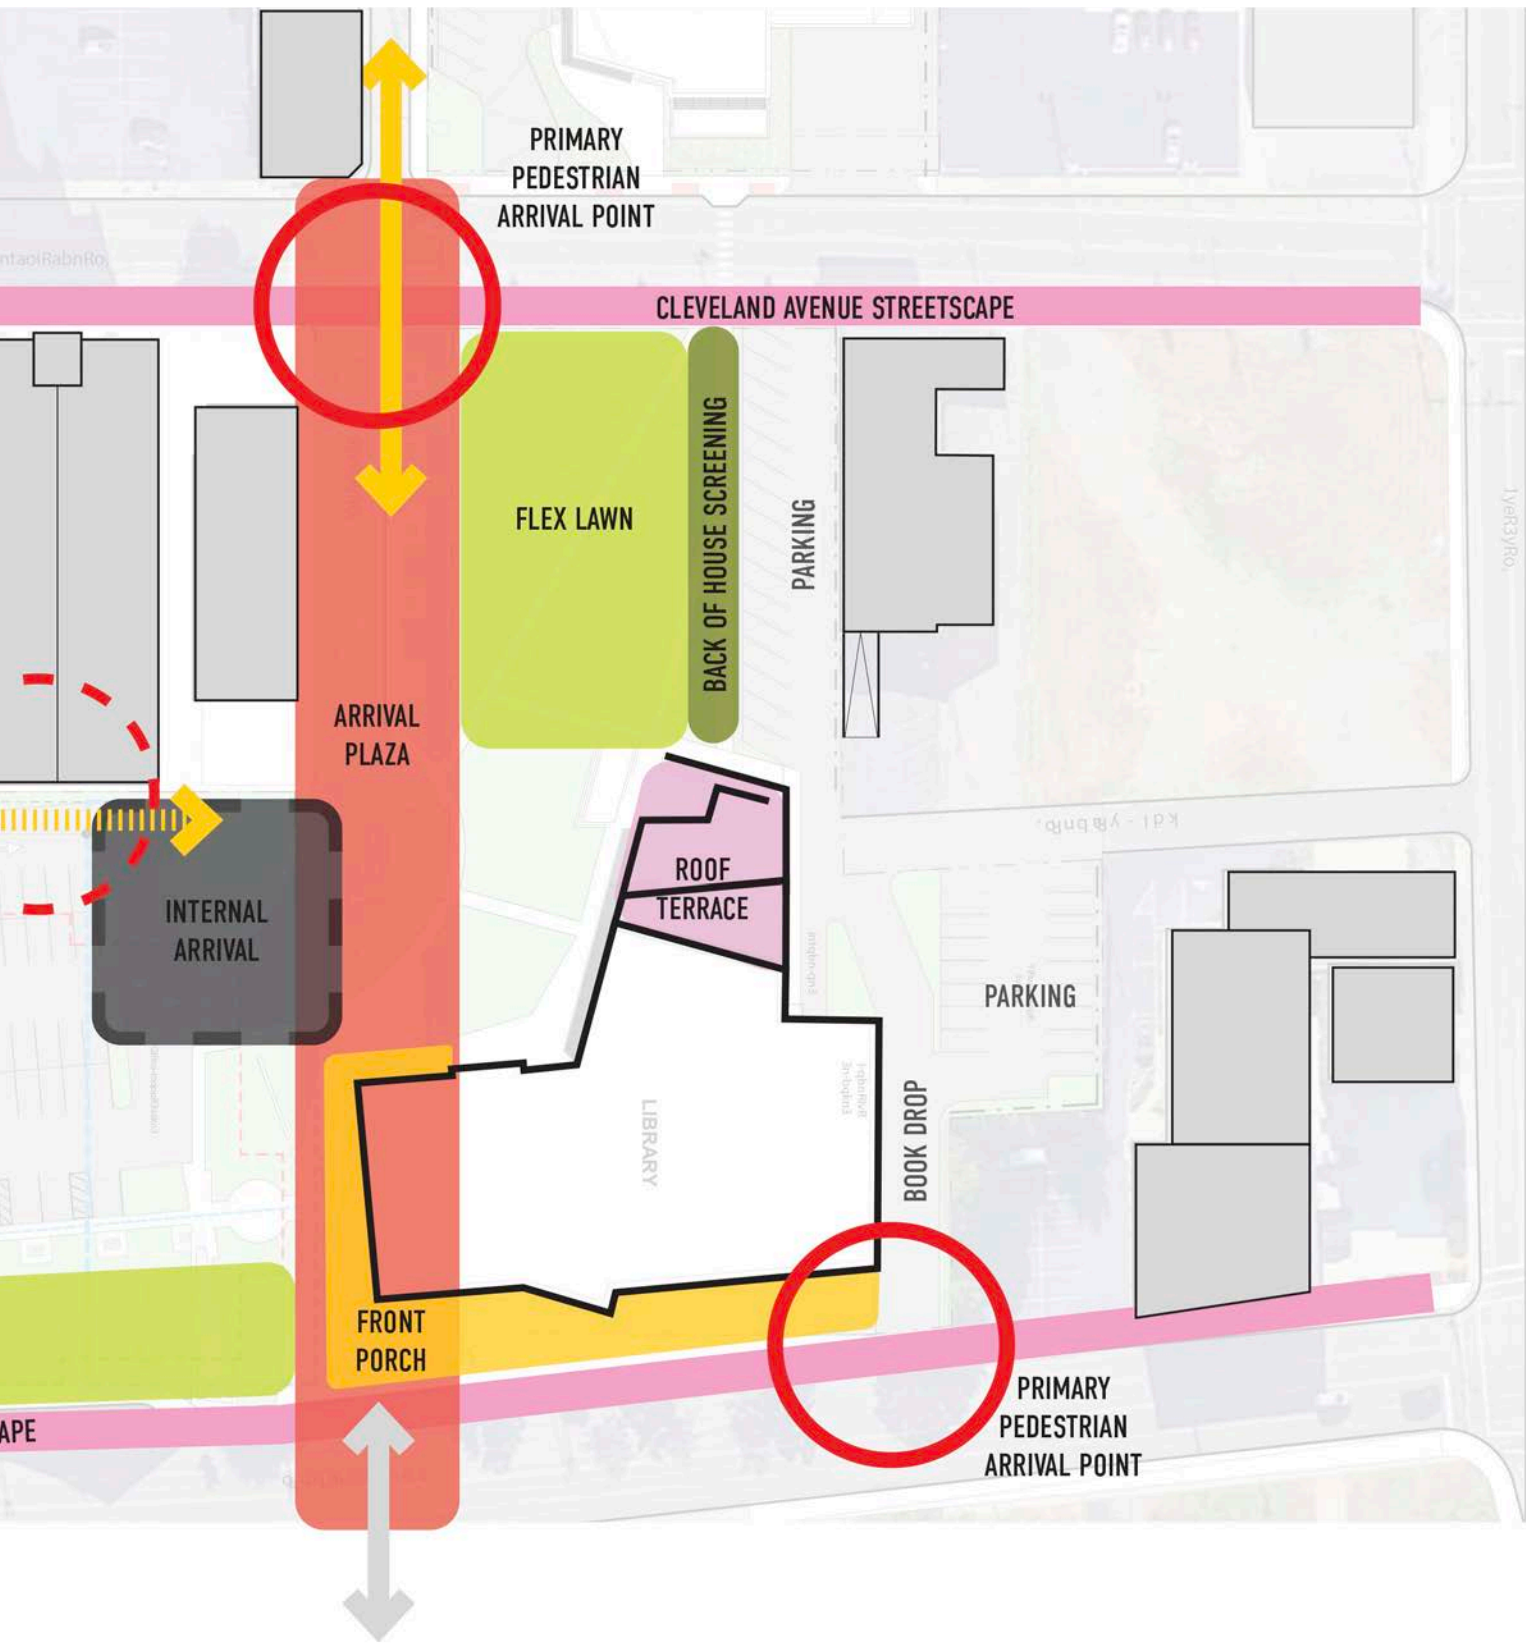 PRIMARY
PEDESTRIAN
ARRIVAL POINT
CLEVELAND AVENUE STREETSCAPE
FLEX LAWN
BACK OF HOUSE SCREENING
PARKING
ARRIVAL
PLAZA
ROOF
TERRACE
INTERNAL
ARRIVAL
PARKING
LIBRARY
BOOK DROP
FRONT
PORCH
PRIMARY
PEDESTRIAN
ARRIVAL POINT
APE